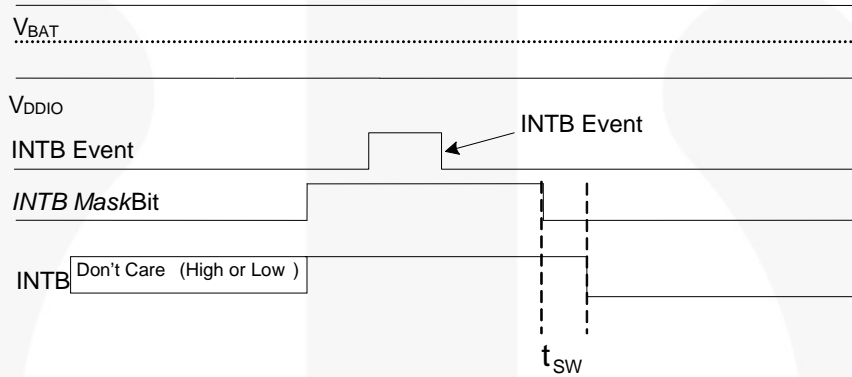 VBAT
VDDIO
INTB Event
INTB Event
INTB MaskBit
INTB
Don't Care (High or Low )
tSW